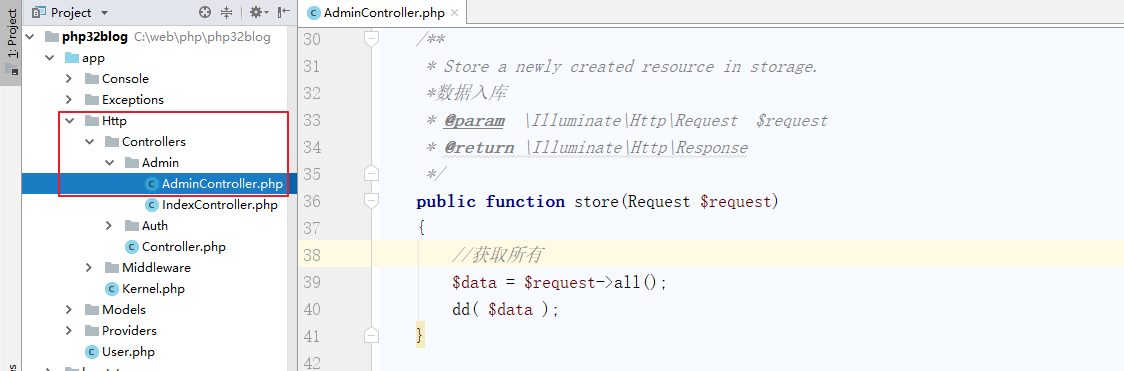 1: Project
Project
php32blog C:\web\php\php32blog
app
Console
Exceptions
Http
Controllers
Admin
AdminController.php
IndexController.php
Auth
Controller.php
Middleware
Kernel.php
Models
Providers
User.php
AdminController.php ×
30 /**
31 * Store a newly created resource in storage.
32 *数据入库
33 * @param \Illuminate\Http\Request $request
34 * @return \Illuminate\Http\Response
35 */
36 public function store(Request $request)
37 {
38 //获取所有
39 $data = $request->all();
40 dd( $data );
41 }
42